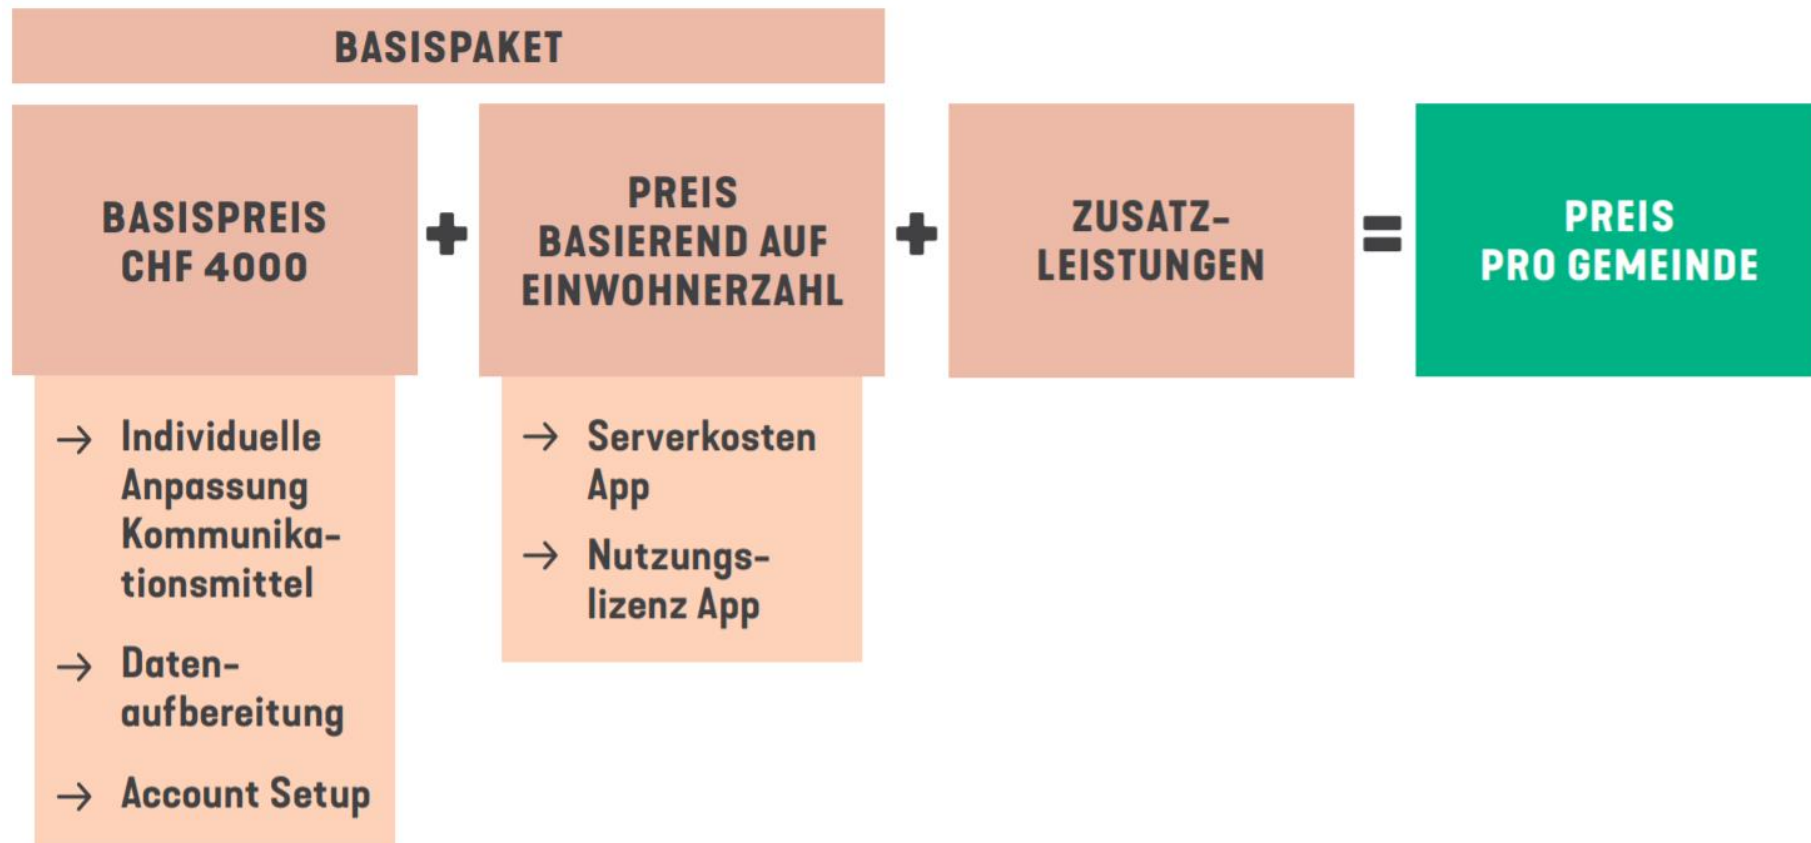 BASISPAKET
BASISPREIS
CHF 4000
+
PREIS
BASIEREND AUF
EINWOHNERZAHL
+
ZUSATZ-
LEISTUNGEN
=
PREIS
PRO GEMEINDE
→ Individuelle
Anpassung
Kommunika-
tionsmittel
→ Daten-
aufbereitung
→ Account Setup
→ Serverkosten
App
→ Nutzungs-
lizenz App